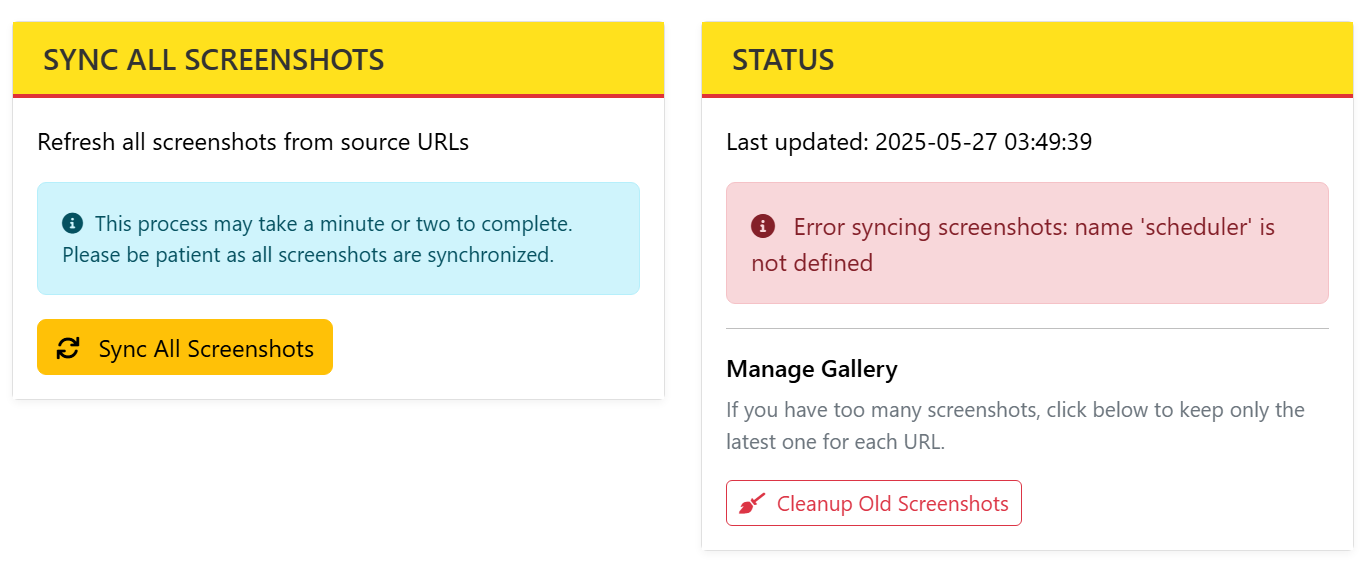 SYNC ALL SCREENSHOTS
Refresh all screenshots from source URLs
This process may take a minute or two to complete.
Please be patient as all screenshots are synchronized.
Sync All Screenshots
STATUS
Last updated: 2025-05-27 03:49:39
Error syncing screenshots: name 'scheduler' is
not defined
Manage Gallery
If you have too many screenshots, click below to keep only the
latest one for each URL.
Cleanup Old Screenshots